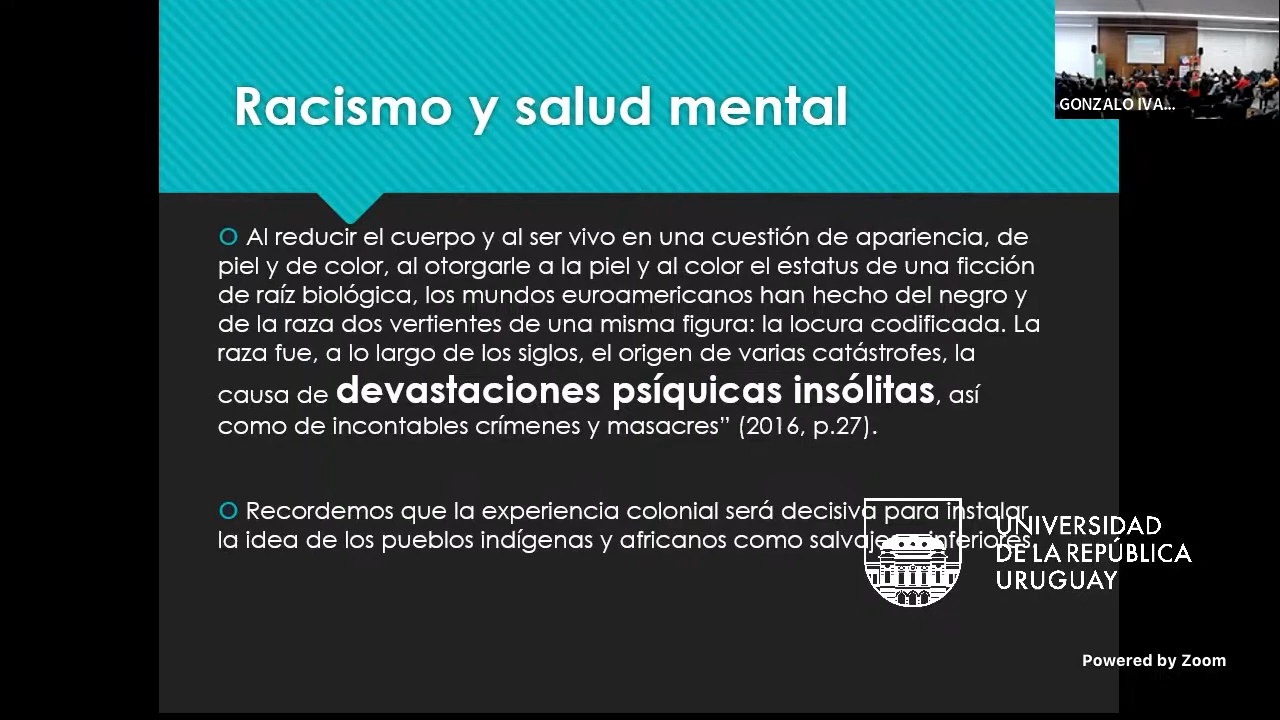 Racismo y salud mental
GONZALO IVA...
O Al reducir el cuerpo y al ser vivo en una cuestión de apariencia, de
piel y de color, al otorgarle a la piel y al color el estatus de una ficción
de raíz biológica, los mundos euroamericanos han hecho del negro y
de la raza dos vertientes de una misma figura: la locura codificada. La
raza fue, a lo largo de los siglos, el origen de varias catástrofes, la
causa de devastaciones psíquicas insólitas, así
como de incontables crímenes y masacres” (2016, p.27).
O Recordemos que la experiencia colonial será decisiva para instalar
la idea de los pueblos indígenas y africanos como salvajes inferiores.
UNIVERSIDAD
DE LA REPÚBLICA
URUGUAY
Powered by Zoom